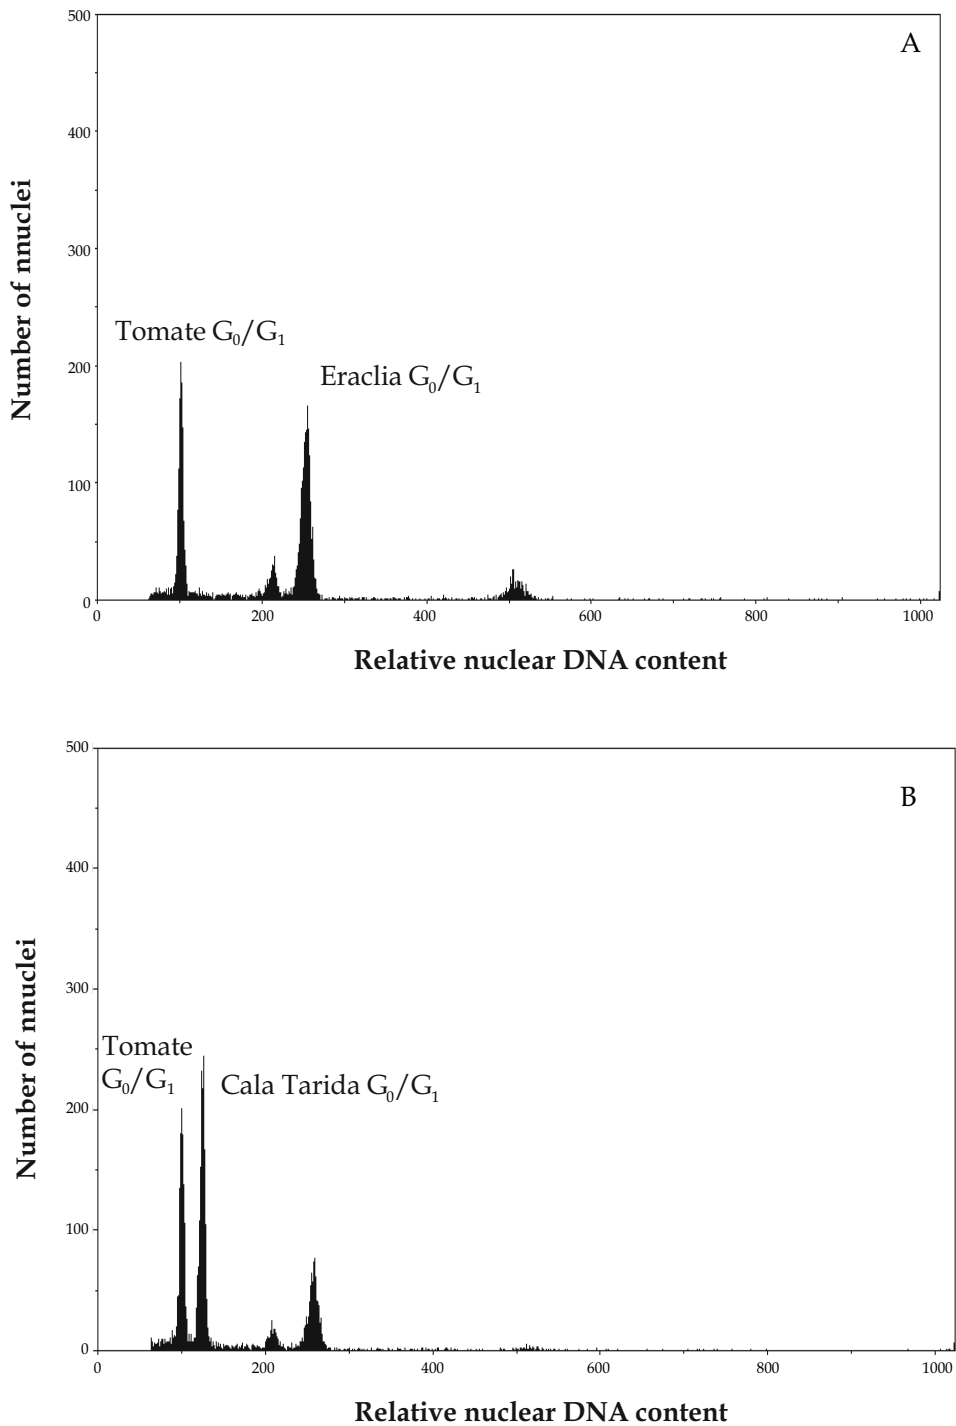 500
A
400
300
Tomate G₀/G₁
200
Eraclia G₀/G₁
100
0
0 200 400 600 800 1000
Number of nnuclei
Relative nuclear DNA content
500
B
400
300
Tomate
G₀/G₁
Cala Tarida G₀/G₁
200
100
0
0 200 400 600 800 1000
Number of nnuclei
Relative nuclear DNA content